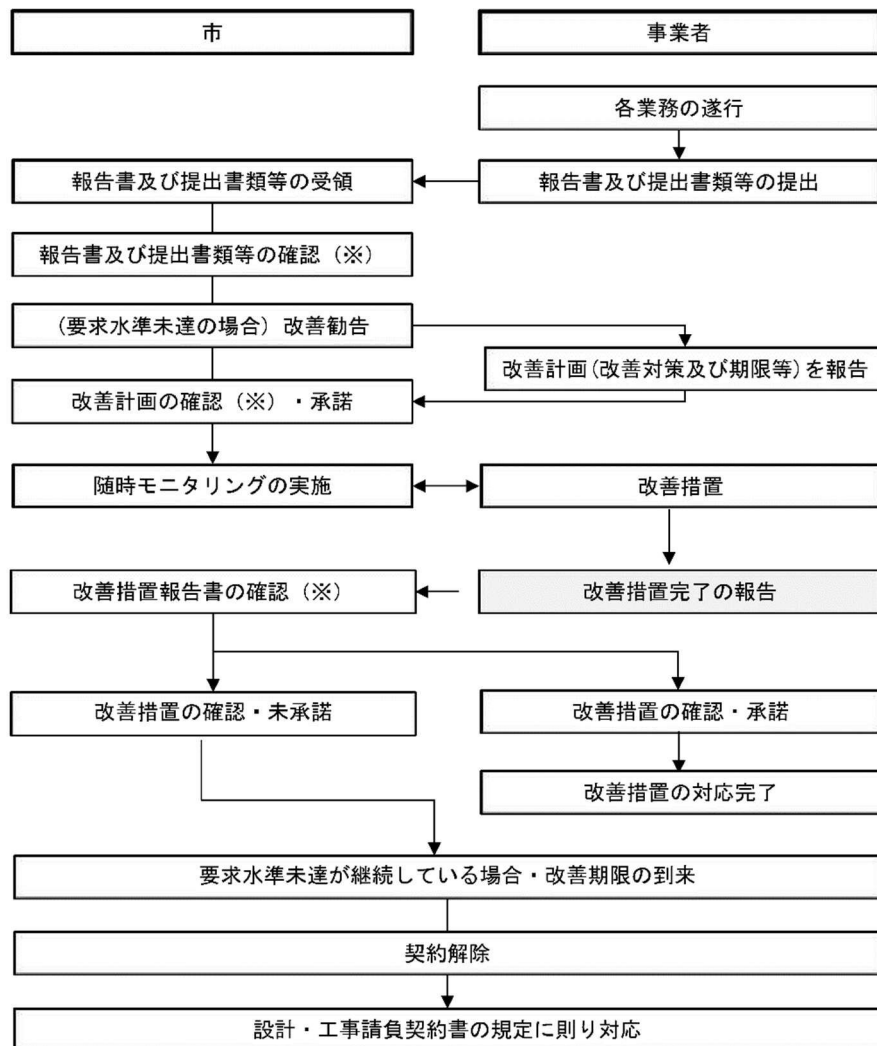 市
事業者
各業務の遂行
報告書及び提出書類等の受領
報告書及び提出書類等の提出
報告書及び提出書類等の確認(※)
(要求水準未達の場合)改善勧告
改善計画(改善対策及び期限等)を報告
改善計画の確認(※)・承諾
随時モニタリングの実施
改善措置
改善措置報告書の確認(※)
改善措置完了の報告
改善措置の確認・未承諾
改善措置の確認・承諾
改善措置の対応完了
要求水準未達が継続している場合・改善期限の到来
契約解除
設計・工事請負契約書の規定に則り対応